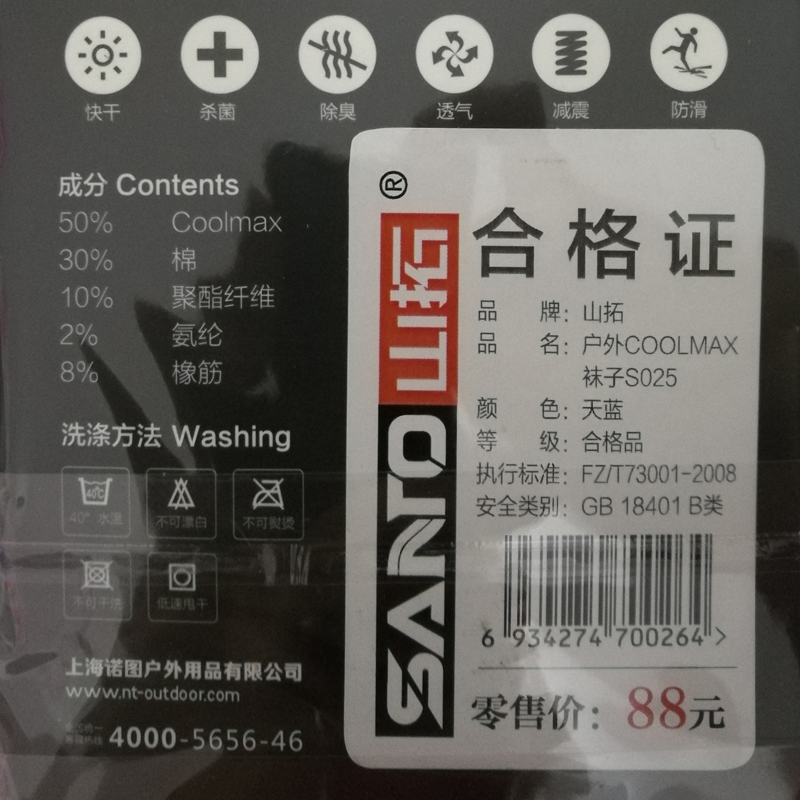 快干 杀菌 除臭 透气 减震 防滑
成分 Contents
50% Coolmax
30% 棉
10% 聚酯纤维
2% 氨纶
8% 橡筋
洗涤方法 Washing
40℃
40° 水温 不可漂白 不可熨烫
不可干洗 低速甩干
上海诺图户外用品有限公司
www.nt-outdoor.com
4000-5656-46
®
山拓
SANTO
合格证
品 牌：山拓
品 名：户外COOLMAX
袜子S025
颜 色：天蓝
等 级：合格品
执行标准：FZ/T73001-2008
安全类别：GB 18401 B类
6 934274 700264 >
零售价：88元